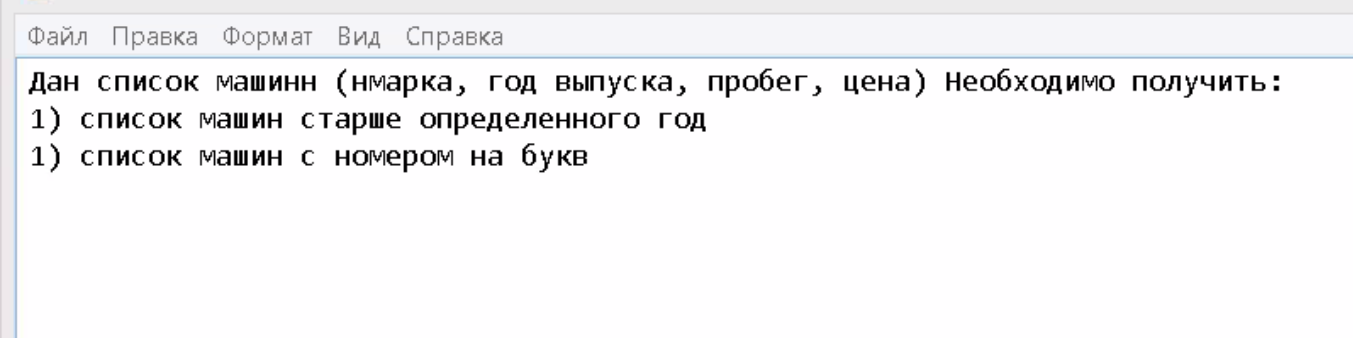 Файл Правка Формат Вид Справка
Дан список машинн (нмарка, год выпуска, пробег, цена) Необходимо получить:
1) список машин старше определенного год
1) список машин с номером на букв